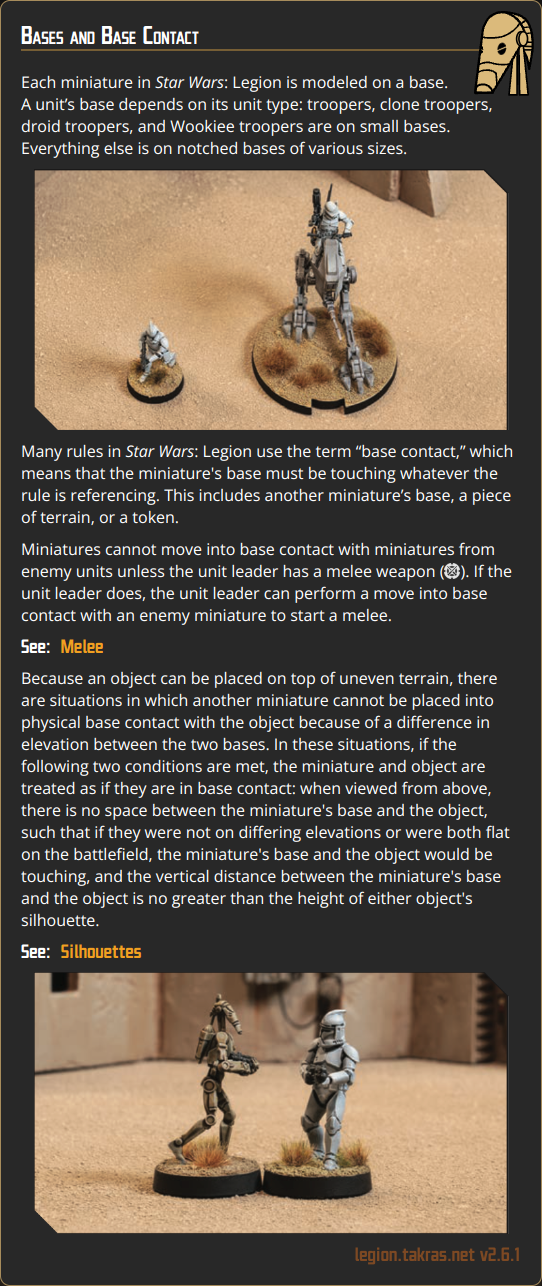 Bases and Base Contact
Each miniature in Star Wars: Legion is modeled on a base.
A unit’s base depends on its unit type: troopers, clone troopers,
droid troopers, and Wookiee troopers are on small bases.
Everything else is on notched bases of various sizes.
Many rules in Star Wars: Legion use the term “base contact,” which
means that the miniature's base must be touching whatever the
rule is referencing. This includes another miniature’s base, a piece
of terrain, or a token.
Miniatures cannot move into base contact with miniatures from
enemy units unless the unit leader has a melee weapon (). If the
unit leader does, the unit leader can perform a move into base
contact with an enemy miniature to start a melee.
See: Melee
Because an object can be placed on top of uneven terrain, there
are situations in which another miniature cannot be placed into
physical base contact with the object because of a difference in
elevation between the two bases. In these situations, if the
following two conditions are met, the miniature and object are
treated as if they are in base contact: when viewed from above,
there is no space between the miniature's base and the object,
such that if they were not on differing elevations or were both flat
on the battlefield, the miniature's base and the object would be
touching, and the vertical distance between the miniature's base
and the object is no greater than the height of either object's
silhouette.
See: Silhouettes
legion.takras.net v2.6.1